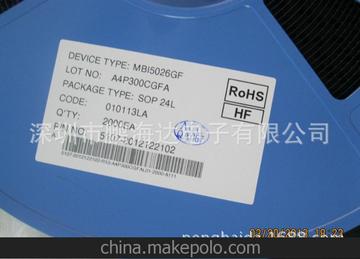 DEVICE TYPE: MBI5026GF
LOT NO: A4P300CGFA
PACKAGE TYPE: SOP 24L
CODE: 010113LA
Q'TY: 2000EA
P/N NO:
RoHS
HF
深圳市鹏海达电子有限公司
china.makepolo.com